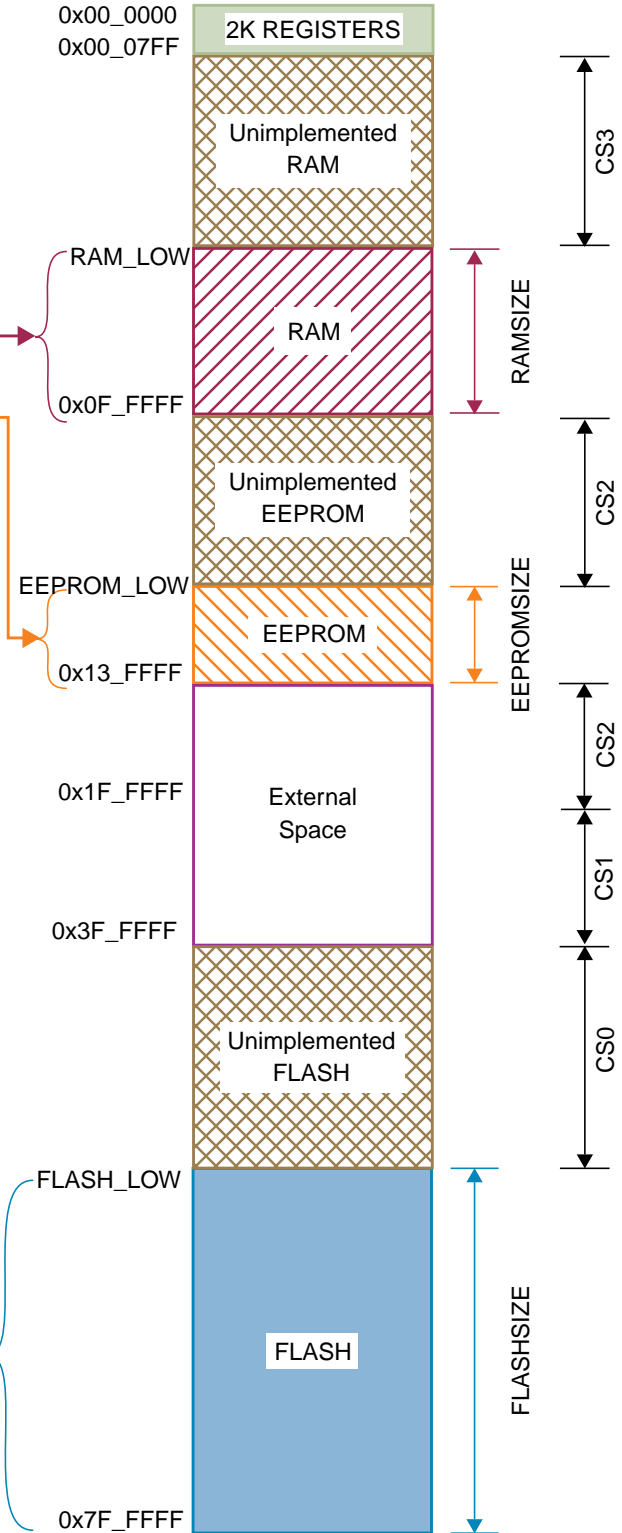 0x00_0000
2K REGISTERS
0x00_07FF
Unimplemented
RAM
CS3
RAM_LOW
RAM
RAMSIZE
0x0F_FFFF
Unimplemented
EEPROM
CS2
EEPROM_LOW
EEPROM
EEPROMSIZE
0x13_FFFF
CS2
0x1F_FFFF
External
Space
CS1
0x3F_FFFF
Unimplemented
FLASH
CS0
FLASH_LOW
FLASH
FLASHSIZE
0x7F_FFFF